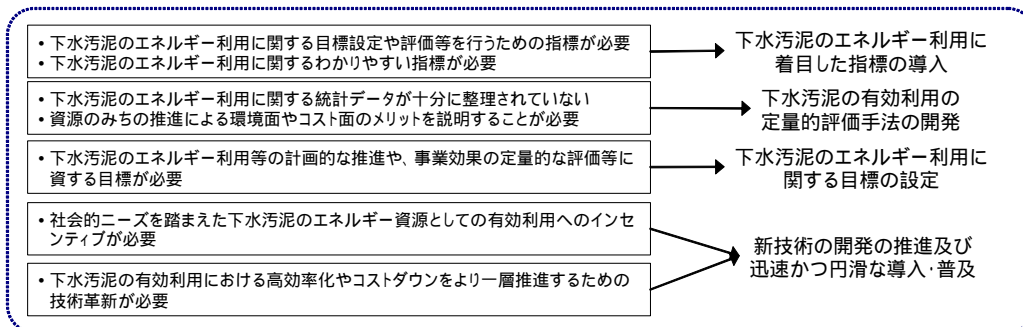 ・下水汚泥のエネルギー利用に関する目標設定や評価等を行うための指標が必要
・下水汚泥のエネルギー利用に関するわかりやすい指標が必要
下水汚泥のエネルギー利用に
着目した指標の導入
・下水汚泥のエネルギー利用に関する統計データが十分に整理されていない
・資源のみちの推進による環境面やコスト面のメリットを説明することが必要
下水汚泥の有効利用の
定量的評価手法の開発
・下水汚泥のエネルギー利用等の計画的な推進や、事業効果の定量的な評価等に
資する目標が必要
下水汚泥のエネルギー利用に
関する目標の設定
・社会的ニーズを踏まえた下水汚泥のエネルギー資源としての有効利用へのインセ
ンティブが必要
・下水汚泥の有効利用における高効率化やコストダウンをより一層推進するための
技術革新が必要
新技術の開発の推進及び
迅速かつ円滑な導入・普及